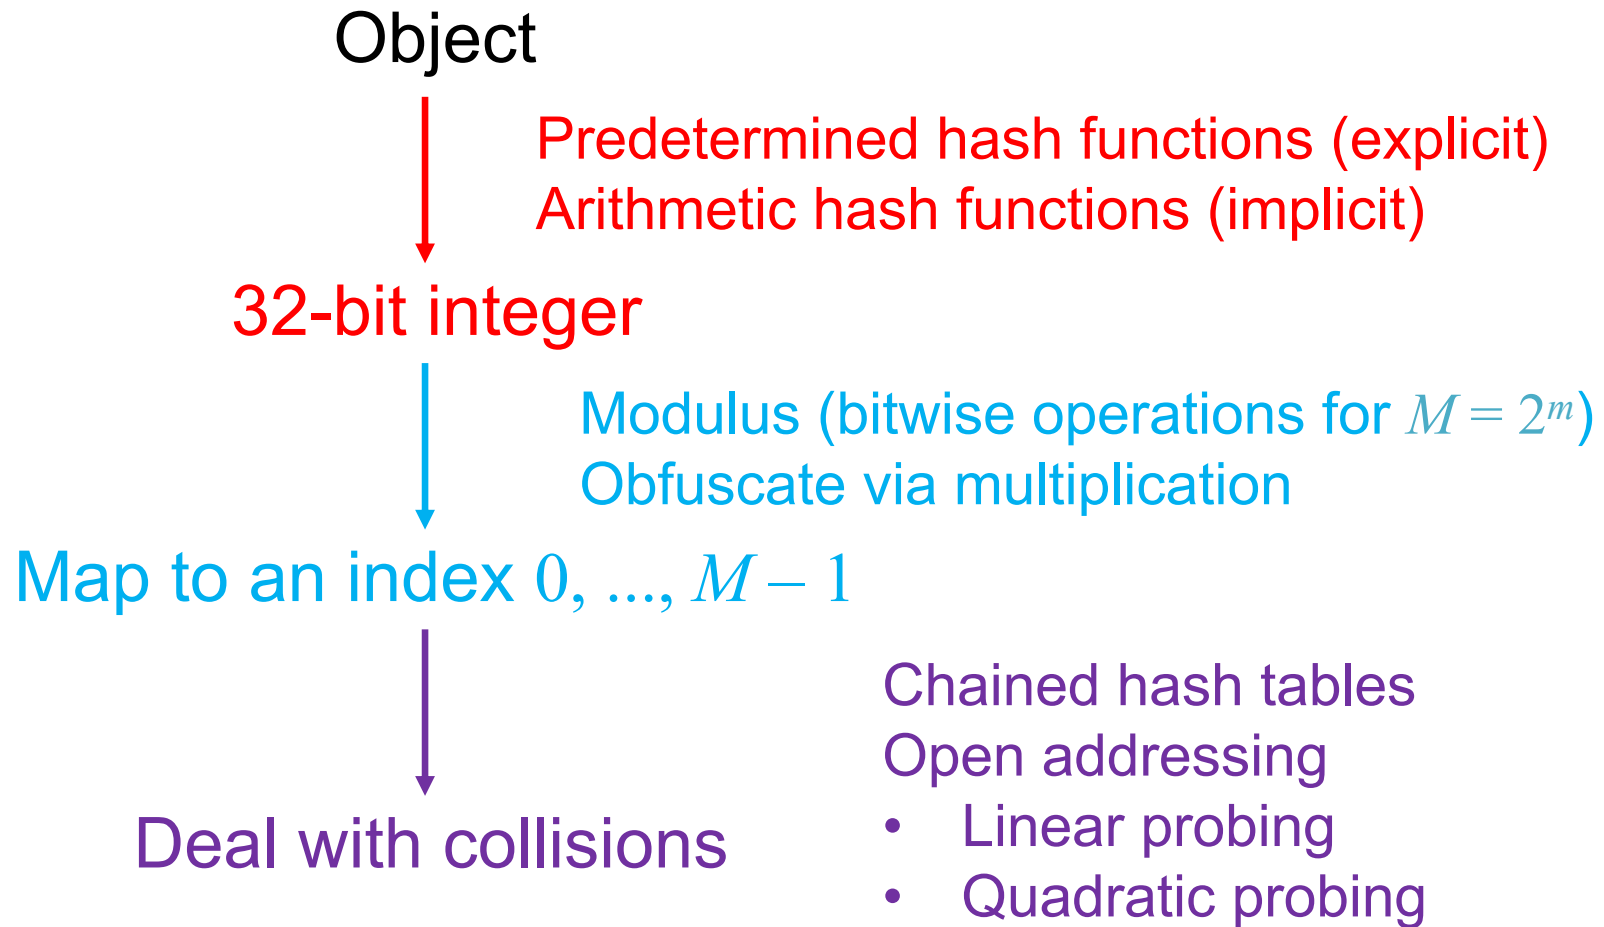 Object
Predetermined hash functions (explicit)
Arithmetic hash functions (implicit)
32-bit integer
Modulus (bitwise operations for M = 2ᵐ)
Obfuscate via multiplication
Map to an index 0, ..., M – 1
Chained hash tables
Open addressing
• Linear probing
Deal with collisions
• Quadratic probing